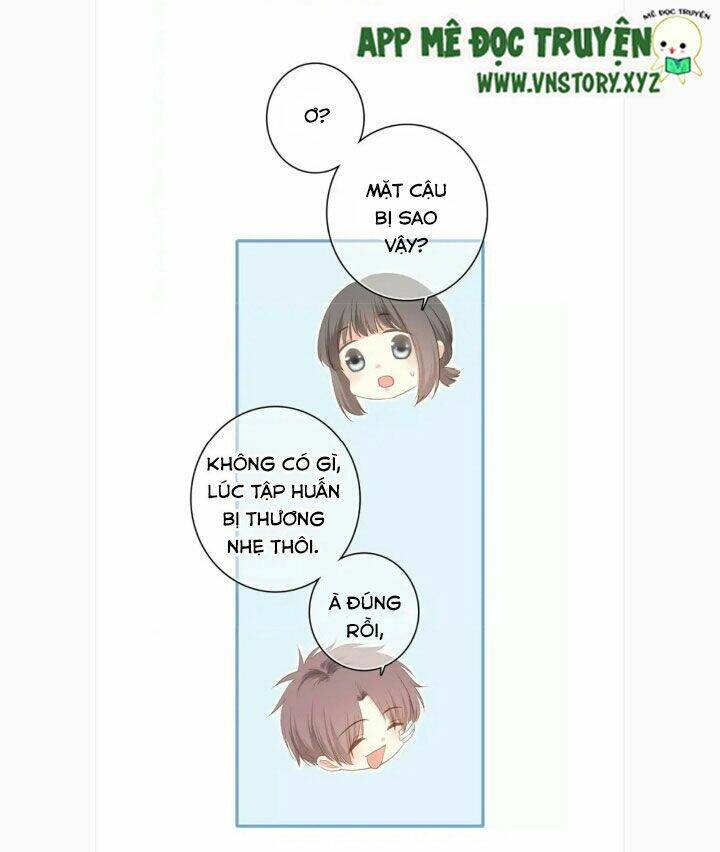 MÊ ĐỌC TRUYỆN
APP MÊ ĐỌC TRUYỆN
WWW.VNSTORY.XYZ
Ơ?
MẶT CẬU
BỊ SAO
VẬY?
KHÔNG CÓ GÌ,
LÚC TẬP HUẤN
BỊ THƯƠNG
NHẸ THÔI.
À ĐÚNG
RỒI,